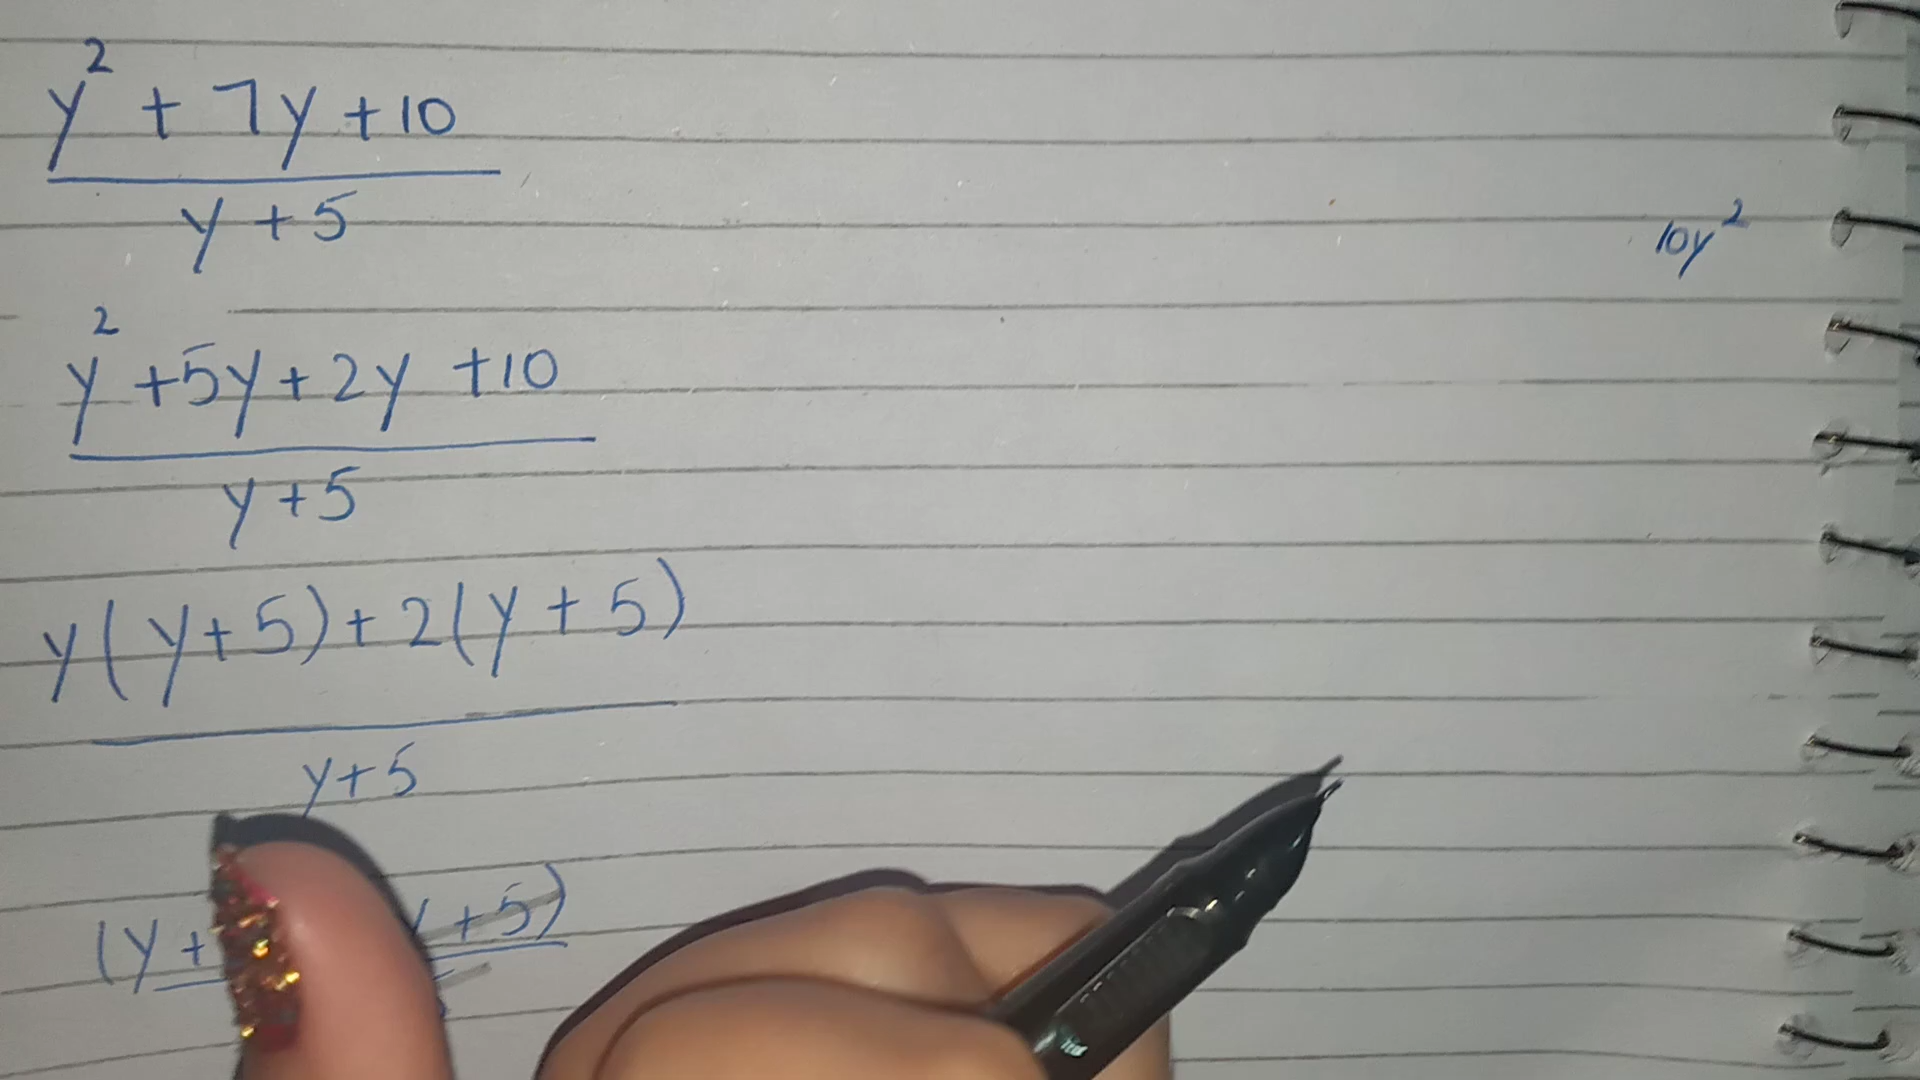 y² + 7y + 10
y + 5
10y²
y² + 5y + 2y + 10
y + 5
y(y + 5) + 2(y + 5)
y + 5
(y + + 5)